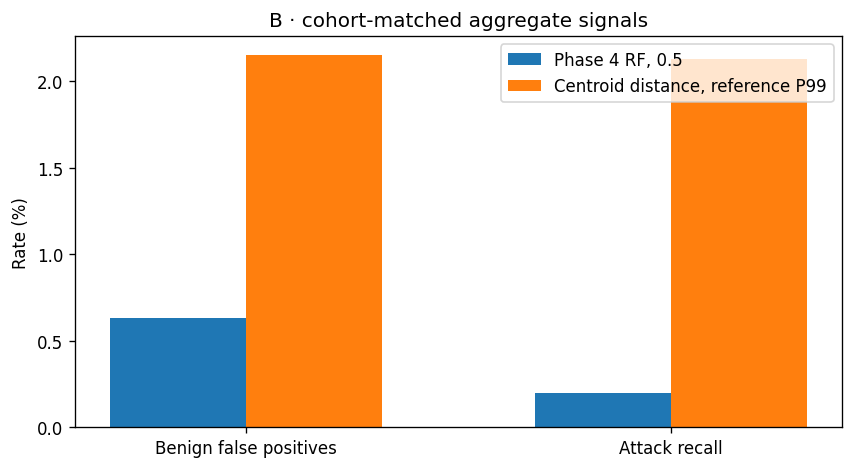 B · cohort-matched aggregate signals
Phase 4 RF, 0.5
Centroid distance, reference P99
Rate (%)
2.0
1.5
1.0
0.5
0.0
Benign false positives
Attack recall